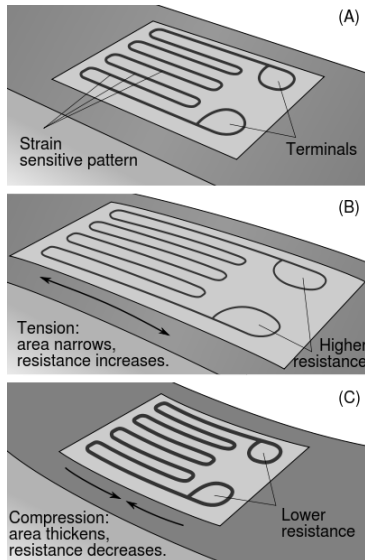 (A)
Strain
sensitive pattern
Terminals
(B)
Tension:
area narrows,
resistance increases.
Higher
resistance
(C)
Compression:
area thickens,
resistance decreases.
Lower
resistance